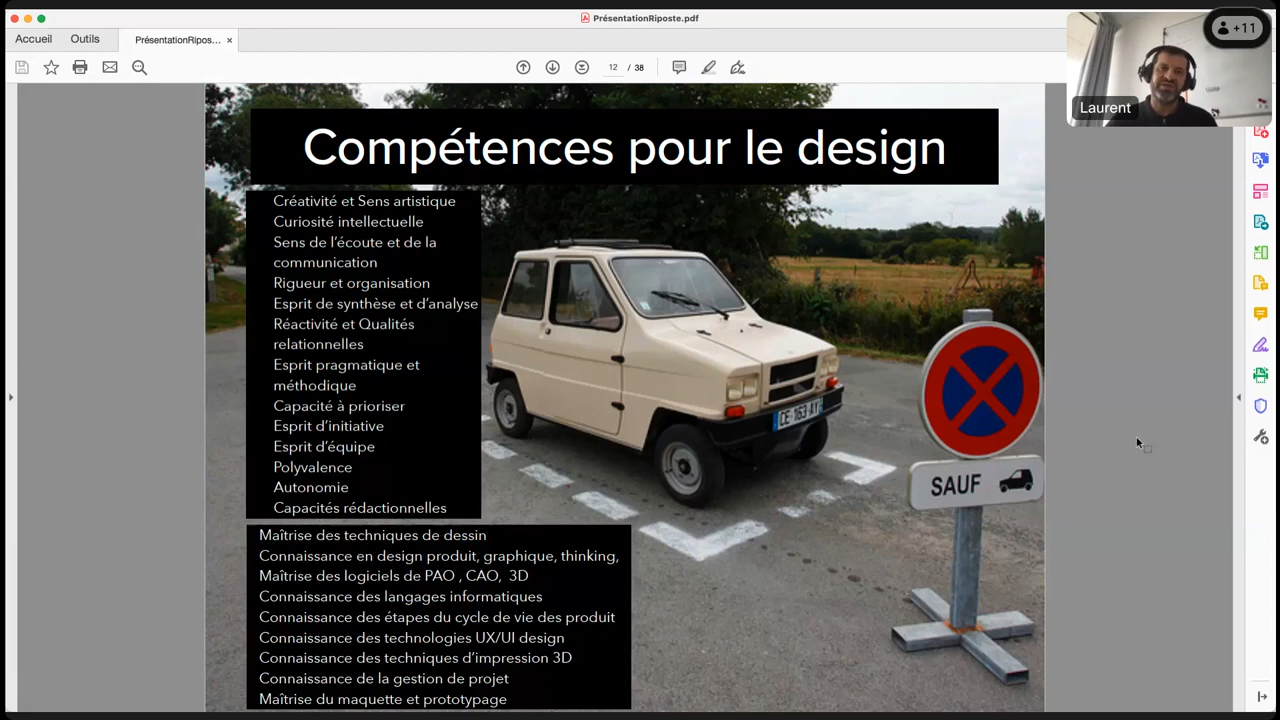 PrésentationRiposte.pdf
Accueil
Outils
PrésentationRipos...
12 / 38
+11
Laurent
Compétences pour le design
Créativité et Sens artistique
Curiosité intellectuelle
Sens de l'écoute et de la
communication
Rigueur et organisation
Esprit de synthèse et d'analyse
Réactivité et Qualités
relationnelles
Esprit pragmatique et
méthodique
Capacité à prioriser
Esprit d'initiative
Esprit d'équipe
Polyvalence
Autonomie
Capacités rédactionnelles
CE-163-AY
SAUF
Maîtrise des techniques de dessin
Connaissance en design produit, graphique, thinking,
Maîtrise des logiciels de PAO , CAO, 3D
Connaissance des langages informatiques
Connaissance des étapes du cycle de vie des produit
Connaissance des technologies UX/UI design
Connaissance des techniques d'impression 3D
Connaissance de la gestion de projet
Maîtrise du maquette et prototypage